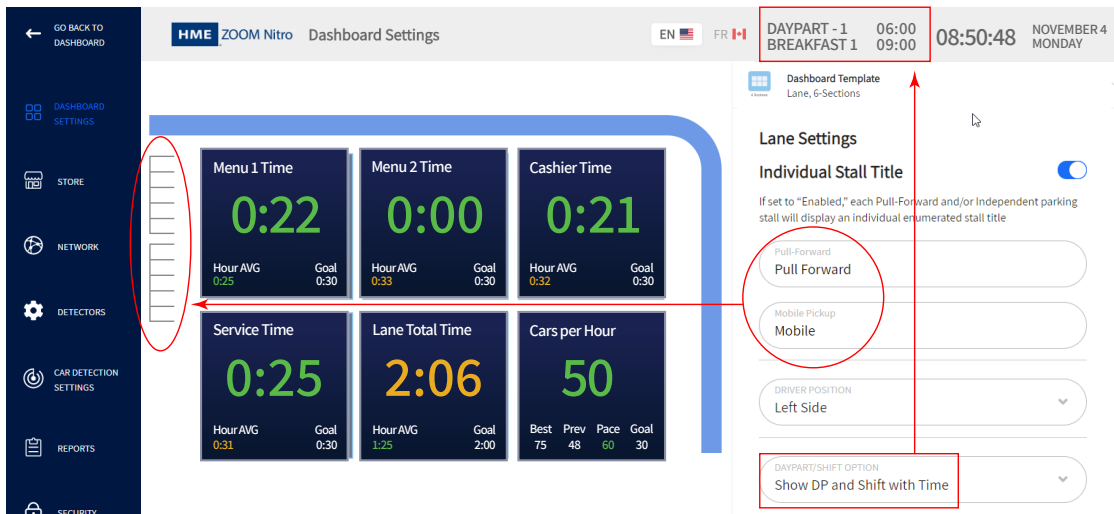 GO BACK TO
DASHBOARD
HME ZOOM Nitro Dashboard Settings
EN FR
DAYPART - 1 06:00
BREAKFAST 1 09:00
08:50:48
NOVEMBER 4
MONDAY
DASHBOARD
SETTINGS
STORE
NETWORK
DETECTORS
CAR DETECTION
SETTINGS
REPORTS
SECURITY
Menu 1 Time
0:22
Hour AVG Goal
0:25 0:30
Menu 2 Time
0:00
Hour AVG Goal
0:33 0:30
Cashier Time
0:21
Hour AVG Goal
0:32 0:30
Service Time
0:25
Hour AVG Goal
0:31 0:30
Lane Total Time
2:06
Hour AVG Goal
1:25 2:00
Cars per Hour
50
Best Prev Pace Goal
75 48 60 30
Dashboard Template
Lane, 6-Sections
Lane Settings
Individual Stall Title
If set to “Enabled,” each Pull-Forward and/or Independent parking
stall will display an individual enumerated stall title
Pull-Forward
Pull Forward
Mobile Pickup
Mobile
DRIVER POSITION
Left Side
DAYPART/SHIFT OPTION
Show DP and Shift with Time